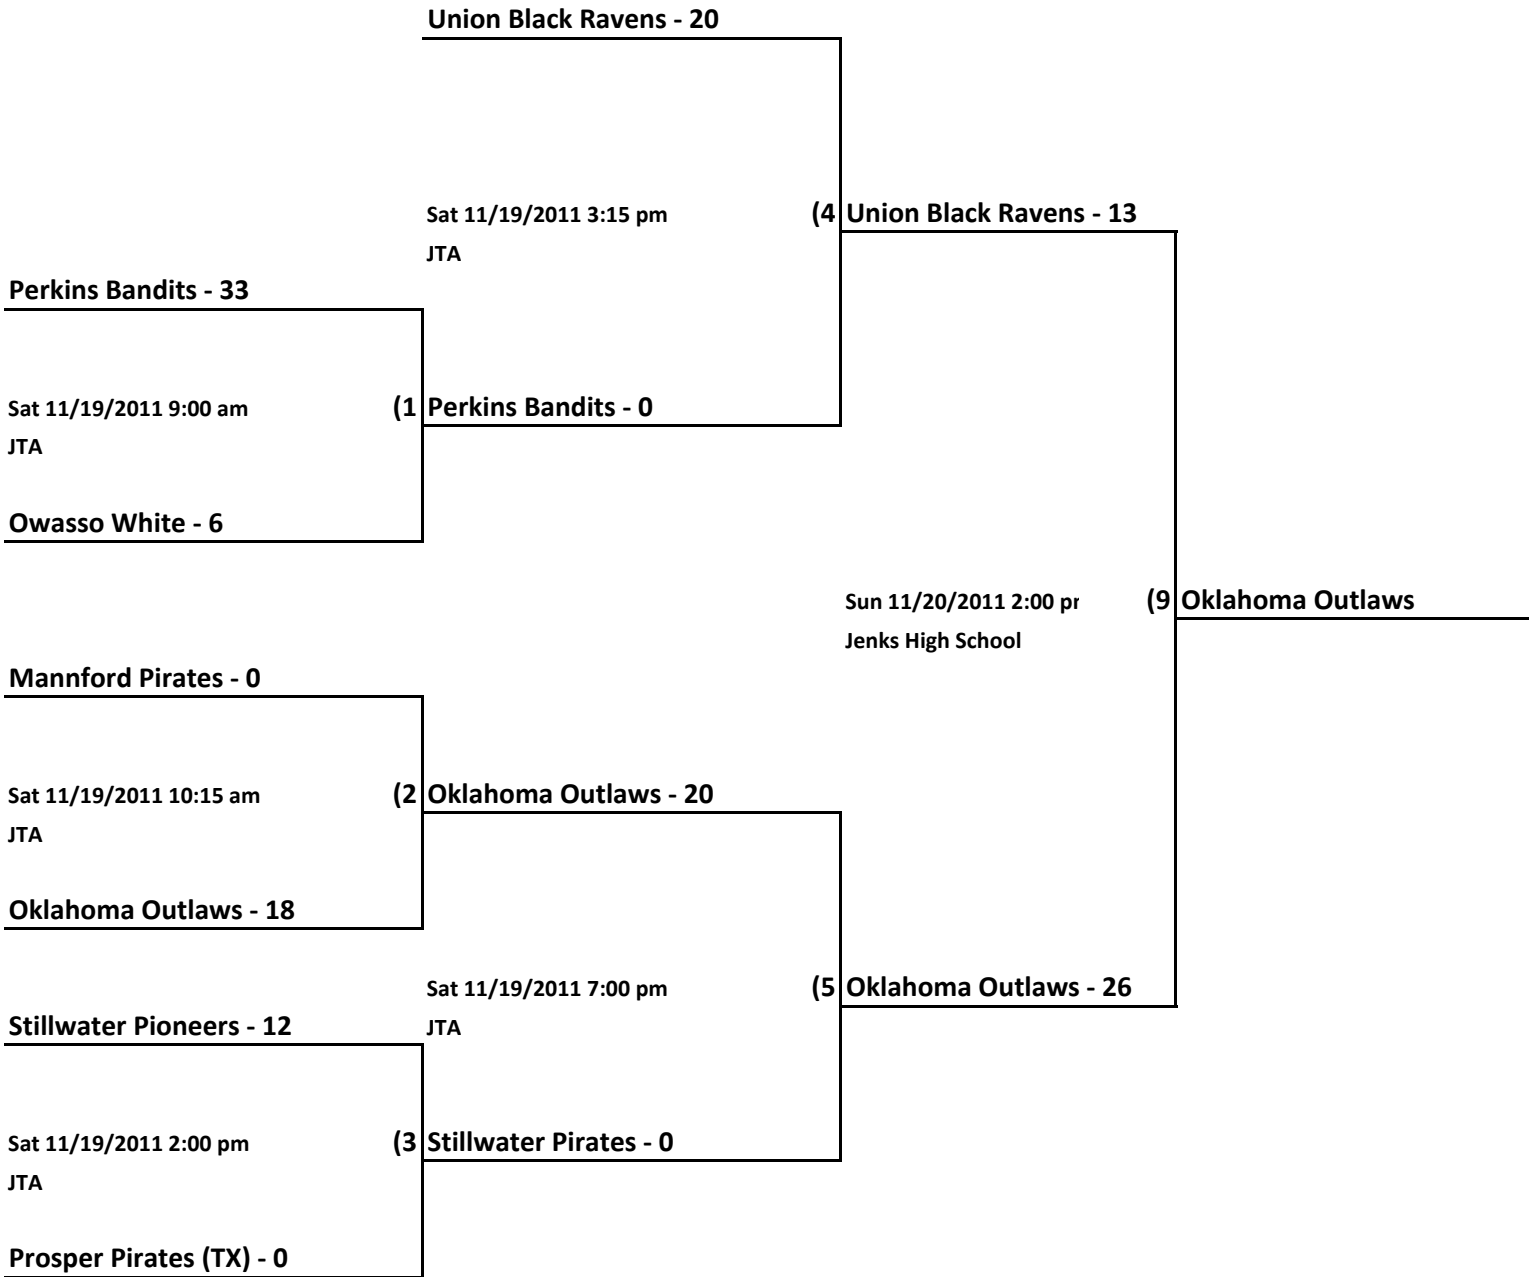 Union Black Ravens - 20
Sat 11/19/2011 3:15 pm
(4 Union Black Ravens - 13
JTA
Perkins Bandits - 33
Sat 11/19/2011 9:00 am
(1 Perkins Bandits - 0
JTA
Owasso White - 6
Sun 11/20/2011 2:00 pr
(9 Oklahoma Outlaws
Jenks High School
Mannford Pirates - 0
Sat 11/19/2011 10:15 am
(2 Oklahoma Outlaws - 20
JTA
Oklahoma Outlaws - 18
Sat 11/19/2011 7:00 pm
(5 Oklahoma Outlaws - 26
Stillwater Pioneers - 12
JTA
Sat 11/19/2011 2:00 pm
(3 Stillwater Pirates - 0
JTA
Prosper Pirates (TX) - 0